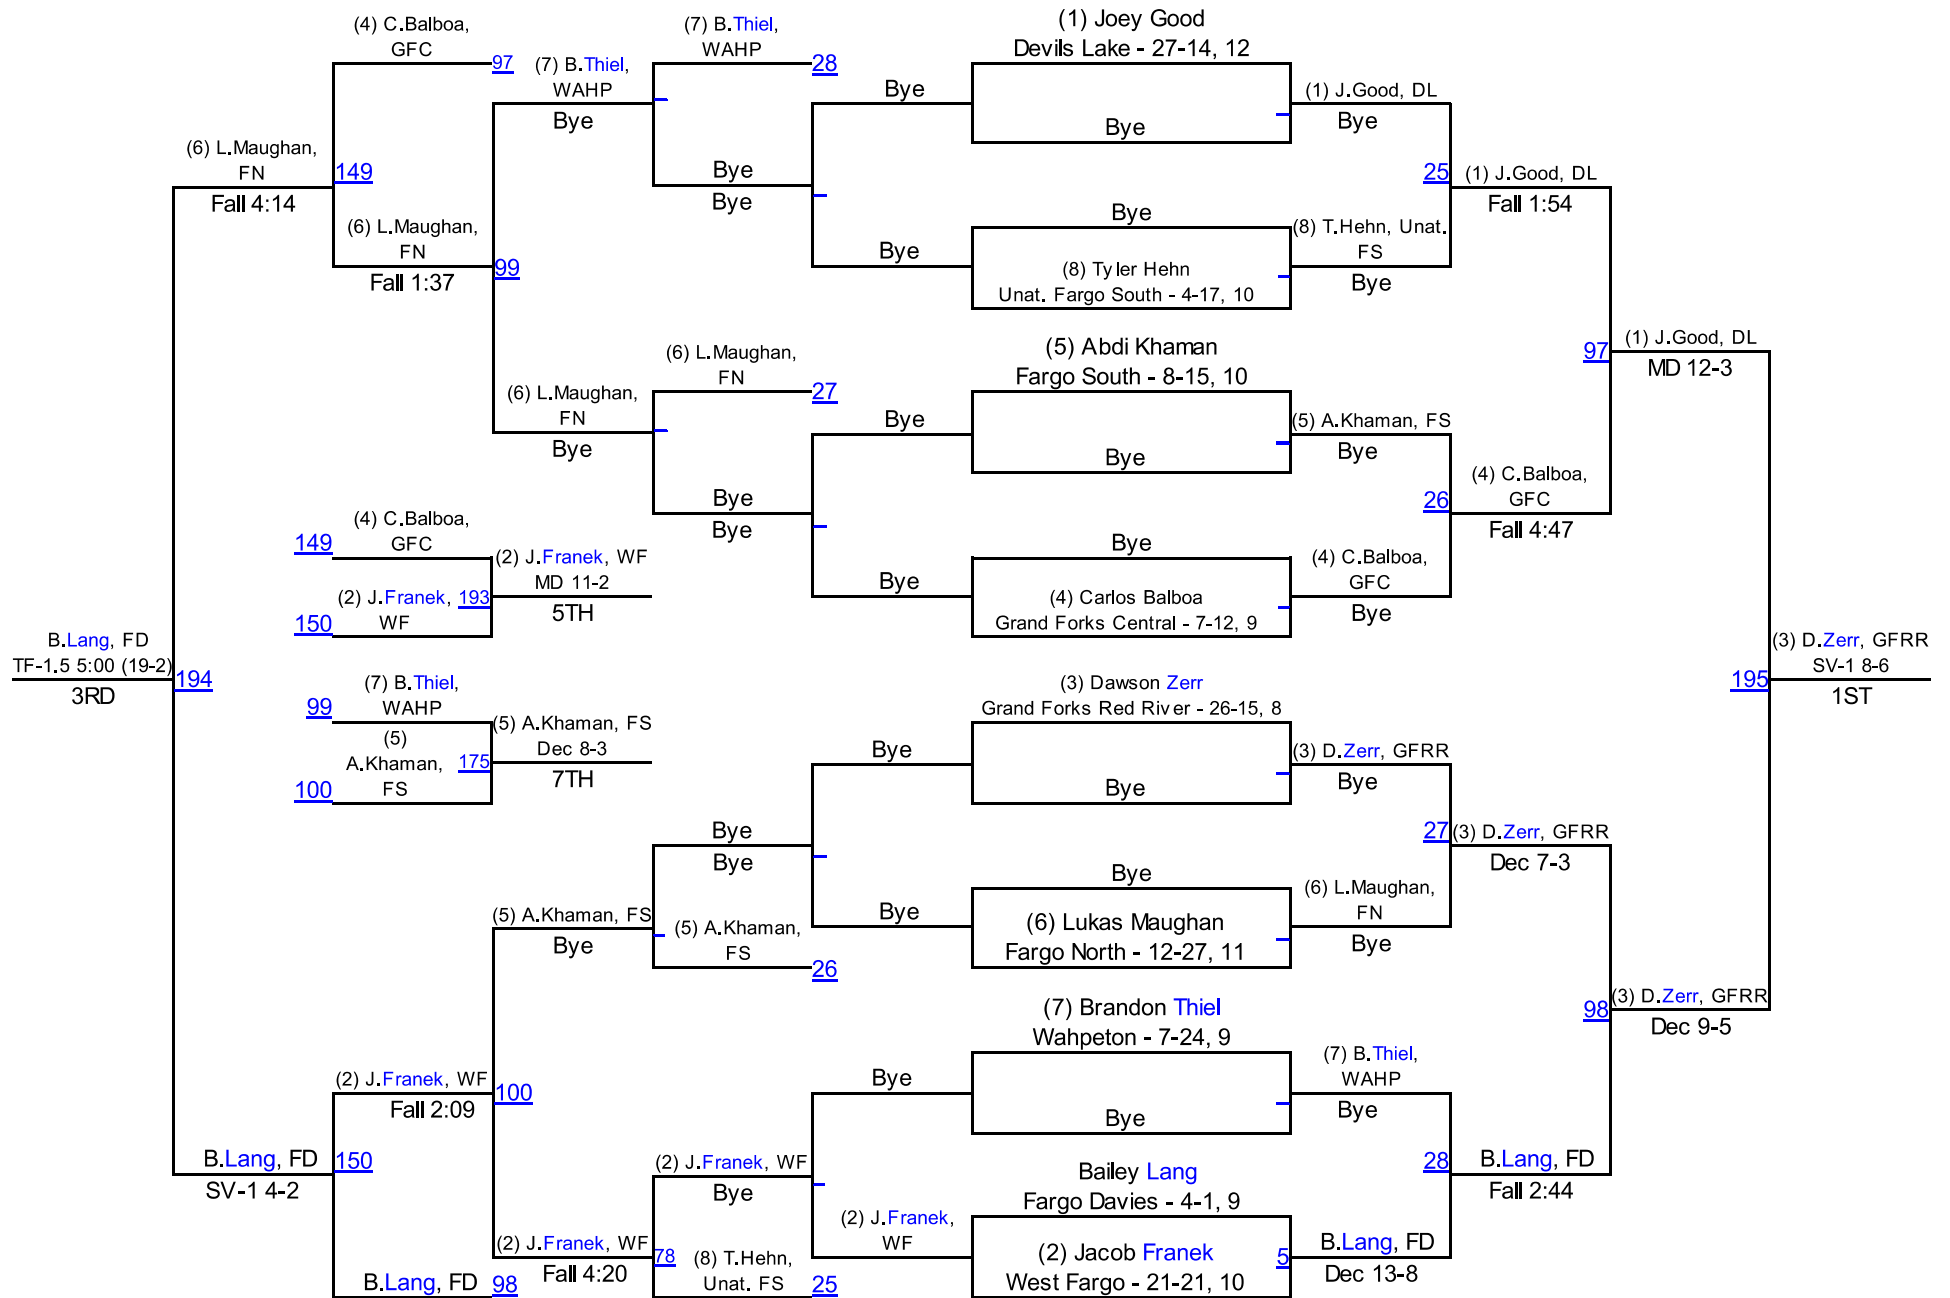 (4) C.Balboa,
GFC
97
(7) B.Thiel,
WAHP
Bye
(7) B.Thiel,
WAHP
28
Bye
Bye
Bye
Bye
(6) L.Maughan,
FN
Fall 4:14
149
(6) L.Maughan,
FN
Fall 1:37
99
(6) L.Maughan,
FN
27
(6) L.Maughan,
FN
Bye
Bye
Bye
Bye
Bye
149
(4) C.Balboa,
GFC
(2) J.Franek, WF
MD 11-2
5TH
(2) J.Franek,
WF
193
150
B.Lang, FD
TF-1.5 5:00 (19-2)
3RD
194
99
(7) B.Thiel,
WAHP
(5) A.Khaman, FS
Dec 8-3
7TH
(5)
A.Khaman,
FS
175
100
Bye
Bye
Bye
Bye
(5) A.Khaman, FS
Bye
(5) A.Khaman,
FS
26
(2) J.Franek, WF
Fall 2:09
100
B.Lang, FD
SV-1 4-2
150
Bye
(2) J.Franek, WF
Bye
(2) J.Franek,
WF
(2) J.Franek, WF
Fall 4:20
78
(8) T.Hehn,
Unat. FS
25
B.Lang, FD
98
(1) Joey Good
Devils Lake - 27-14, 12
Bye
(1) J.Good, DL
Bye
25
(1) J.Good, DL
Fall 1:54
Bye
(8) Tyler Hehn
Unat. Fargo South - 4-17, 10
(8) T.Hehn, Unat.
FS
Bye
97
(1) J.Good, DL
MD 12-3
(5) Abdi Khaman
Fargo South - 8-15, 10
Bye
(5) A.Khaman, FS
Bye
26
(4) C.Balboa,
GFC
Fall 4:47
Bye
(4) Carlos Balboa
Grand Forks Central - 7-12, 9
(4) C.Balboa,
GFC
Bye
(3) D.Zerr, GFRR
SV-1 8-6
195
1ST
(3) Dawson Zerr
Grand Forks Red River - 26-15, 8
Bye
(3) D.Zerr, GFRR
Bye
27
(3) D.Zerr, GFRR
Dec 7-3
Bye
(6) Lukas Maughan
Fargo North - 12-27, 11
(6) L.Maughan,
FN
Bye
98
(3) D.Zerr, GFRR
Dec 9-5
(7) Brandon Thiel
Wahpeton - 7-24, 9
Bye
(7) B.Thiel,
WAHP
Bye
28
B.Lang, FD
Fall 2:44
Bailey Lang
Fargo Davies - 4-1, 9
(2) Jacob Franek
West Fargo - 21-21, 10
5
B.Lang, FD
Dec 13-8